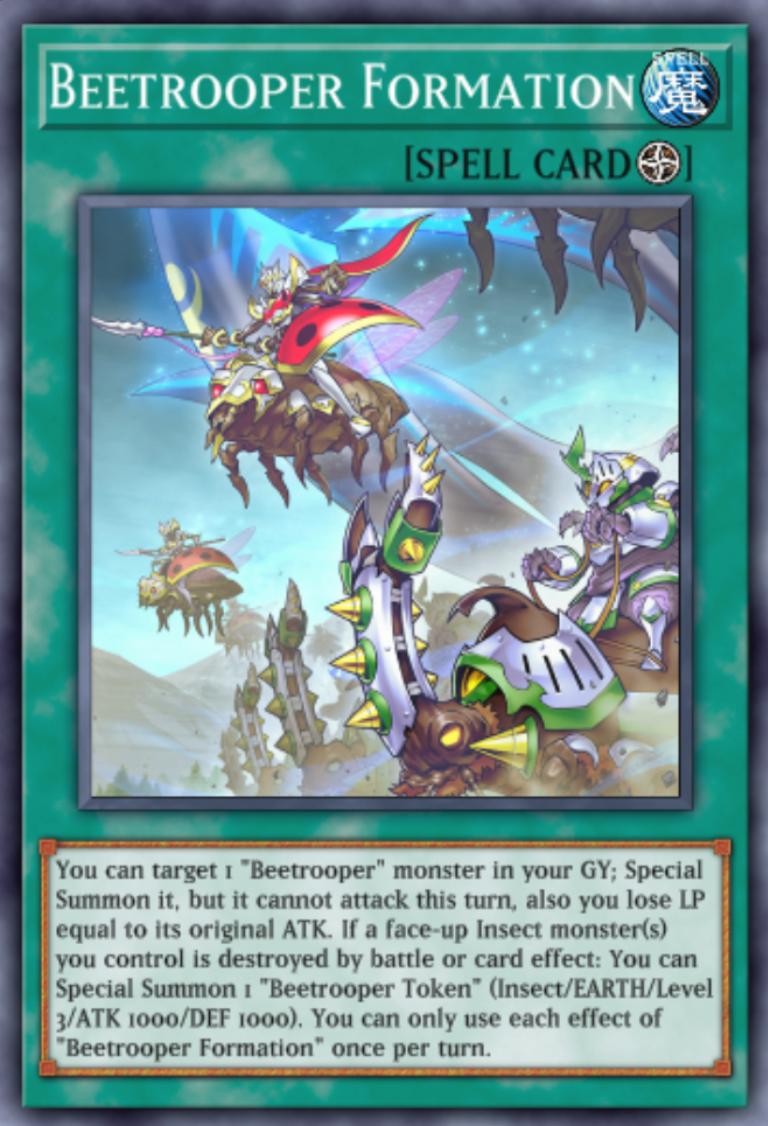 BEETROOPER FORMATION
SPELL
魔
[SPELL CARD]
You can target 1 "Beetrooper" monster in your GY; Special
Summon it, but it cannot attack this turn, also you lose LP
equal to its original ATK. If a face-up Insect monster(s)
you control is destroyed by battle or card effect: You can
Special Summon 1 "Beetrooper Token" (Insect/EARTH/Level
3/ATK 1000/DEF 1000). You can only use each effect of
"Beetrooper Formation" once per turn.